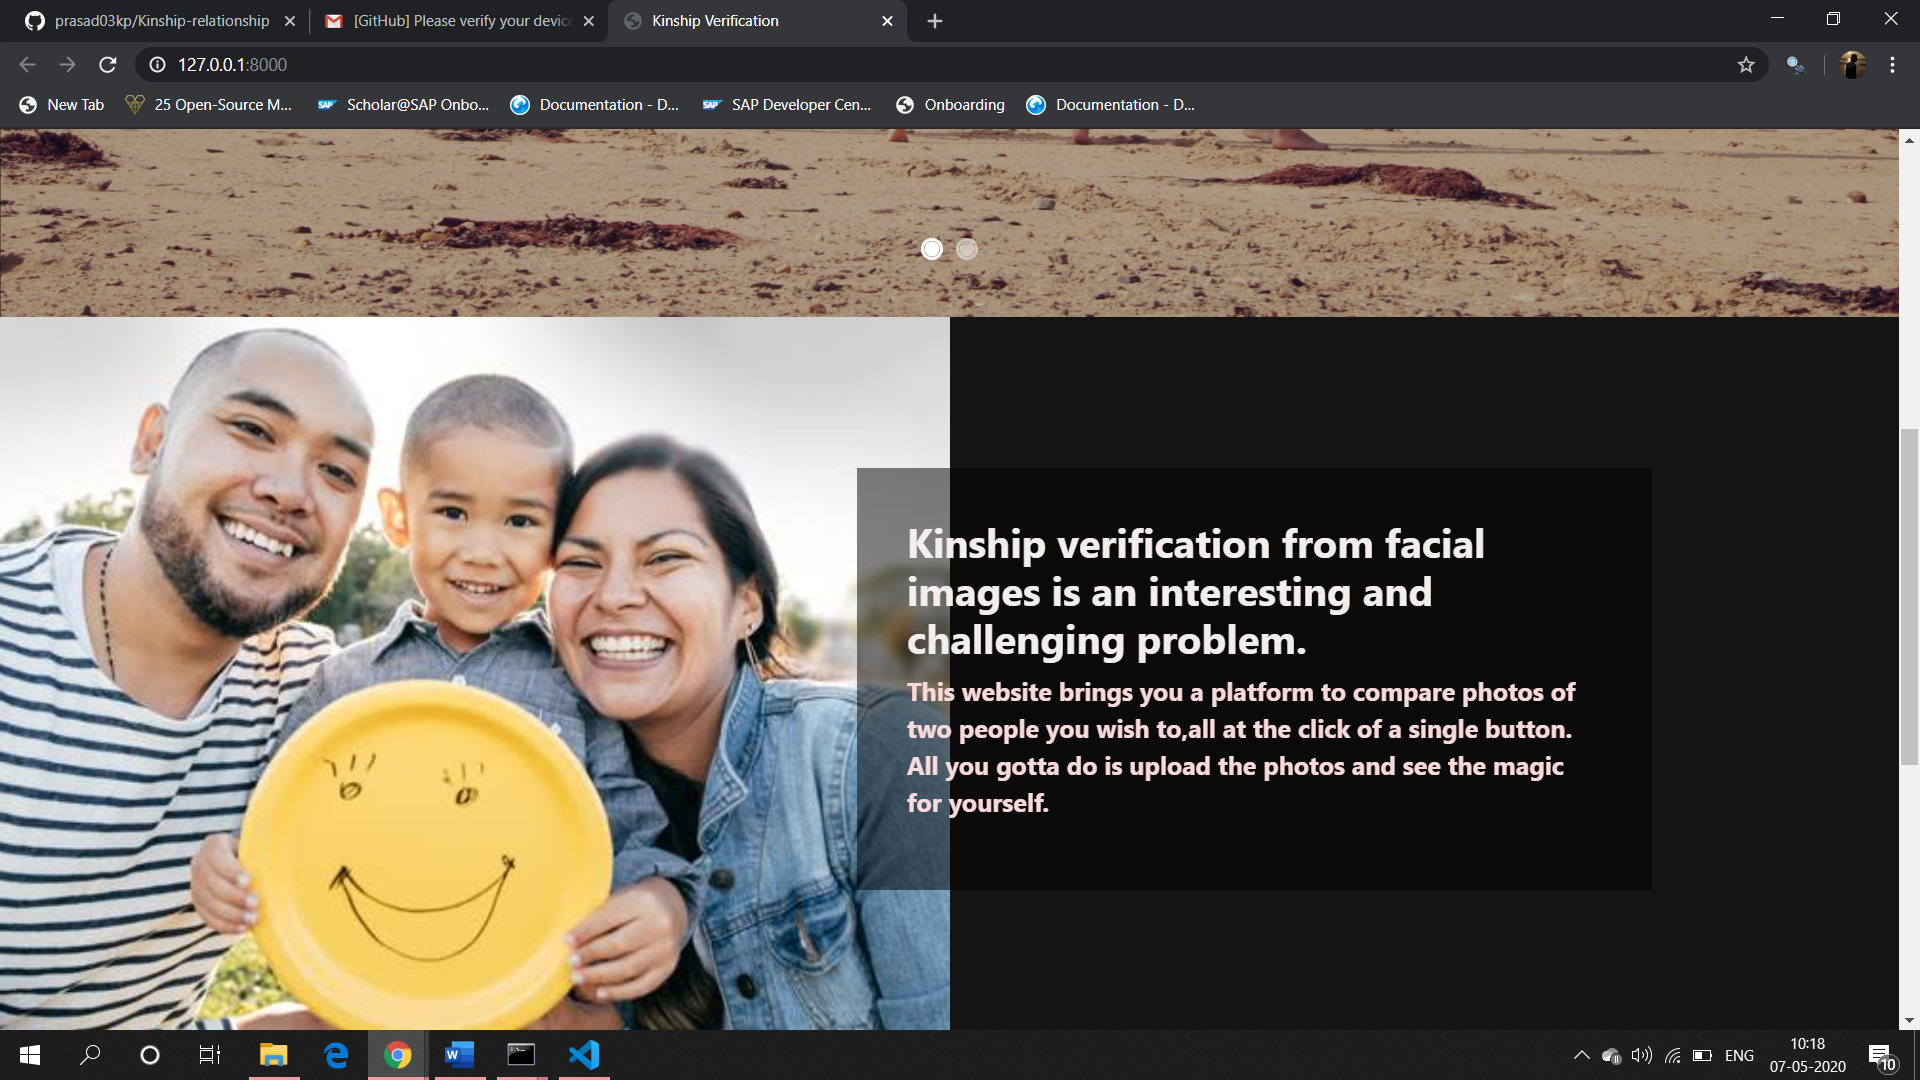 prasad03kp/Kinship-relationship
[GitHub] Please verify your device
Kinship Verification
127.0.0.1:8000
New Tab
25 Open-Source M...
SAP
Scholar@SAP Onbo...
Documentation - D...
SAP
SAP Developer Cen...
Onboarding
Documentation - D...
Kinship verification from facial
images is an interesting and
challenging problem.
This website brings you a platform to compare photos of
two people you wish to,all at the click of a single button.
All you gotta do is upload the photos and see the magic
for yourself.
W
ENG
10:18
07-05-2020
10